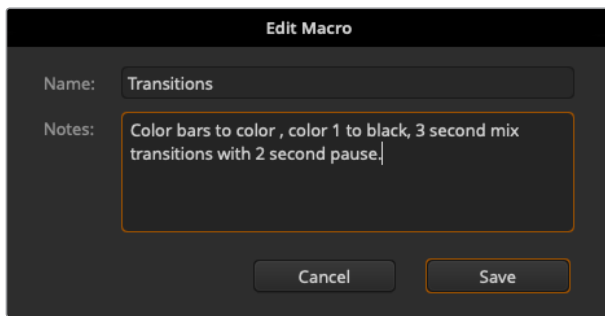 Edit Macro
Name: Transitions
Notes: Color bars to color , color 1 to black, 3 second mix
transitions with 2 second pause.
Cancel Save